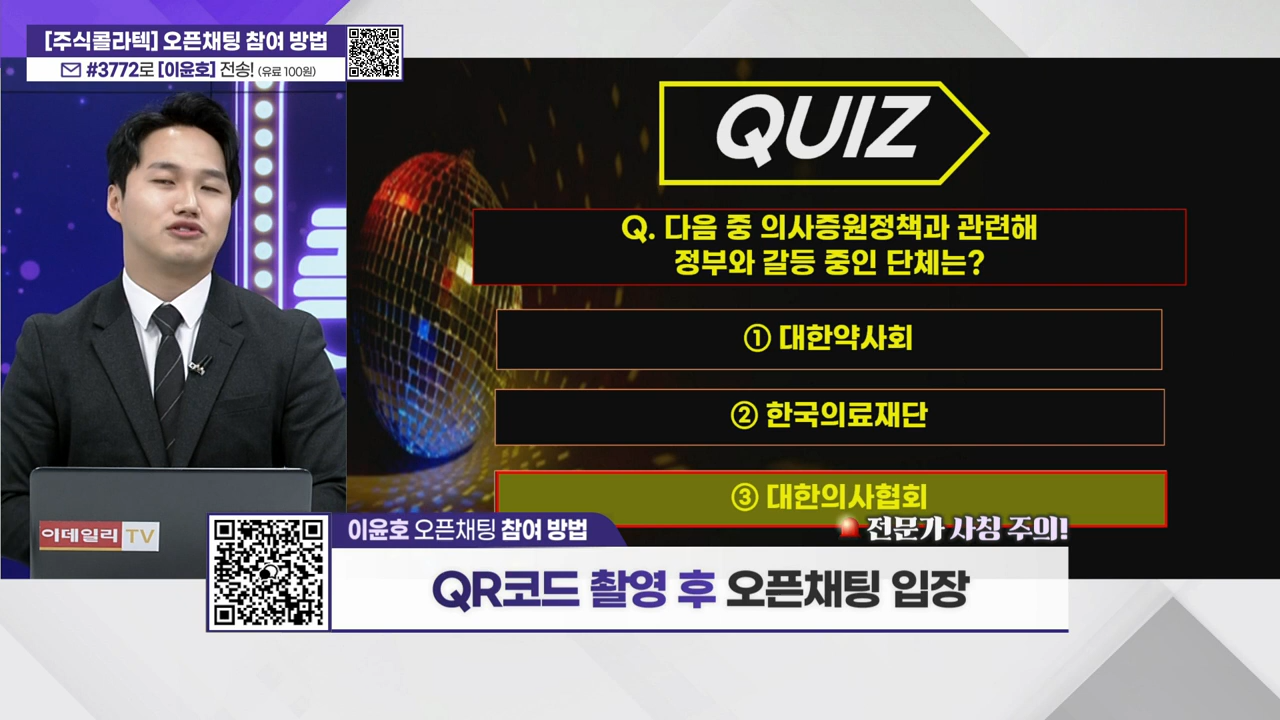 [주식콜라텍] 오픈채팅 참여 방법
#3772로 [이윤호] 전송! (유료 100원)
QUIZ
Q. 다음 중 의사증원정책과 관련해
정부와 갈등 중인 단체는?
① 대한약사회
② 한국의료재단
③ 대한의사협회
이데일리 TV
이윤호 오픈채팅 참여 방법
전문가 사칭 주의!
QR코드 촬영 후 오픈채팅 입장